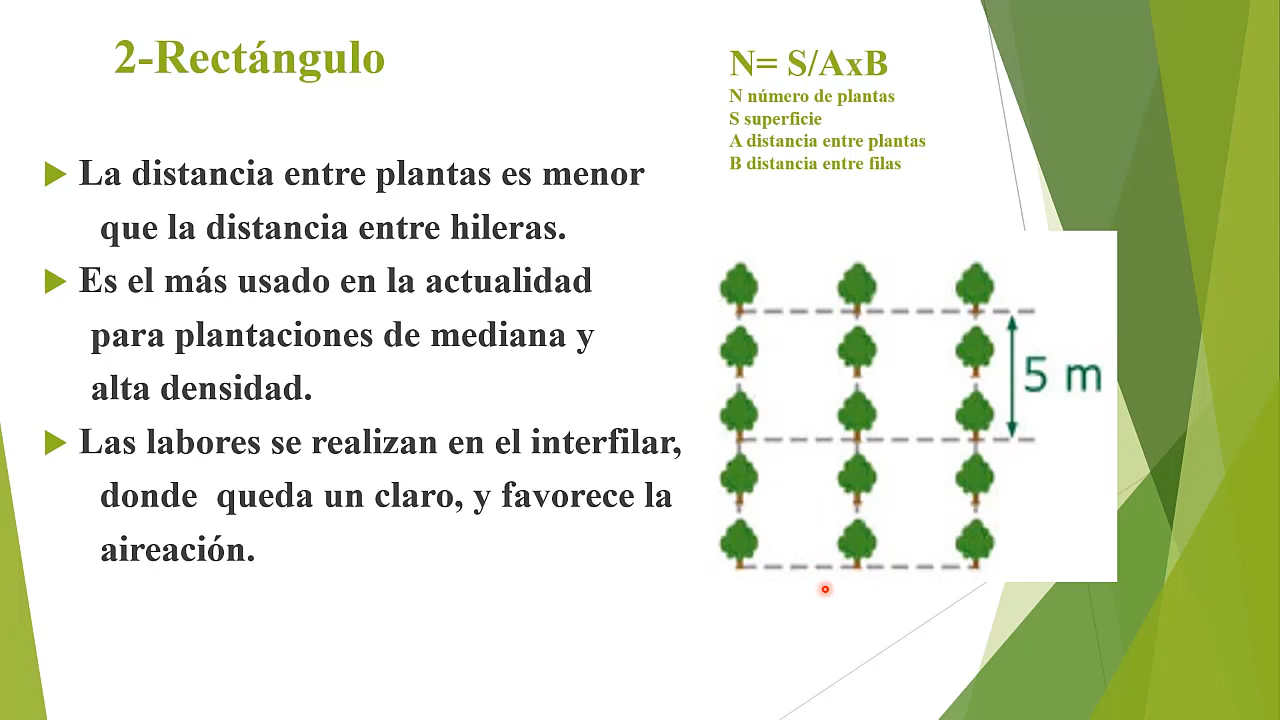 2-Rectángulo
N= S/AxB
N número de plantas
S superficie
A distancia entre plantas
B distancia entre filas
La distancia entre plantas es menor
que la distancia entre hileras.
Es el más usado en la actualidad
para plantaciones de mediana y
alta densidad.
Las labores se realizan en el interfilar,
donde queda un claro, y favorece la
aireación.
5 m